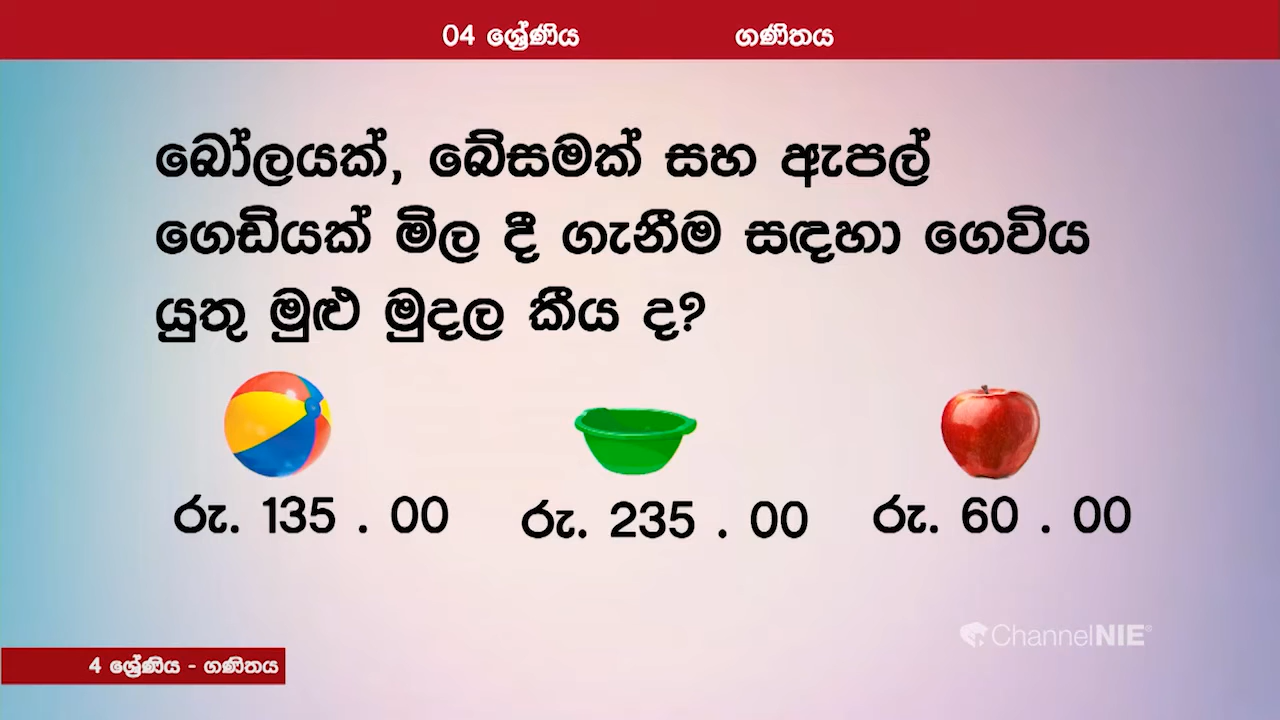 04 ශ්‍රේණිය ගණිතය
බෝලයක්, බේසමක් සහ ඇපල්
ගෙඩියක් මිල දී ගැනීම සඳහා ගෙවිය
යුතු මුළු මුදල කීය ද?
රු. 135 . 00 රු. 235 . 00 රු. 60 . 00
ChannelNIE®
4 ශ්‍රේණිය - ගණිතය